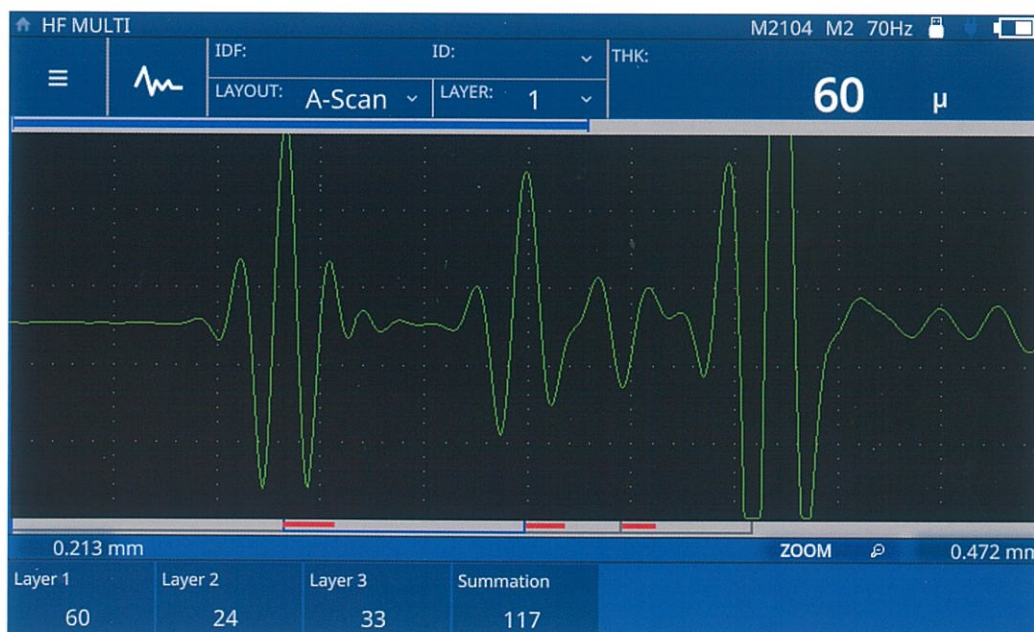 HF MULTI
M2104 M2 70Hz
IDF:
ID:
THK:
60 µ
LAYOUT: A-Scan
LAYER: 1
0.213 mm
ZOOM
0.472 mm
Layer 1
Layer 2
Layer 3
Summation
60
24
33
117